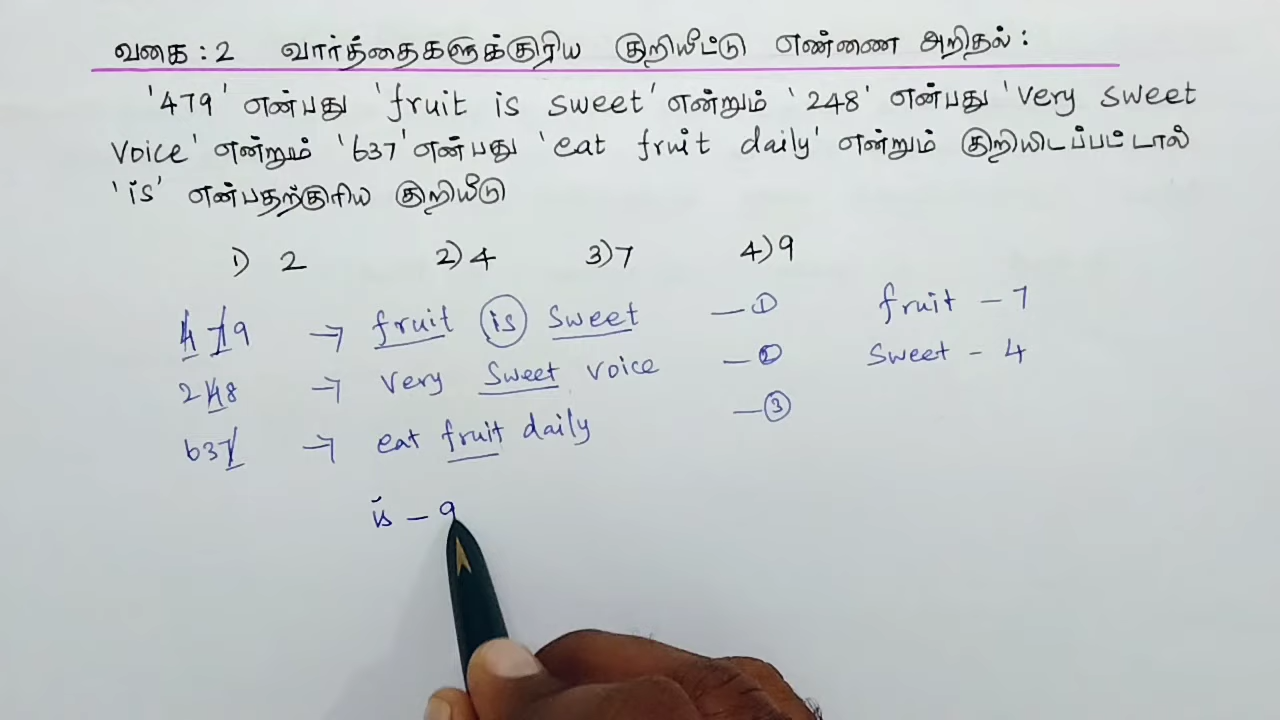 வகை : 2 வார்த்தைகளுக்குரிய குறியீட்டு எண்ணை அறிதல் :
'479' என்பது 'fruit is sweet' என்றும் '248' என்பது 'very sweet
voice' என்றும் '637' என்பது 'eat fruit daily' என்றும் குறியிடப்பட்டால்
'is' என்பதற்குரிய குறியீடு
1) 2 2) 4 3) 7 4) 9
479 → fruit is sweet — ① fruit – 7
248 → very sweet voice — ② sweet – 4
637 → eat fruit daily — ③
is – 9